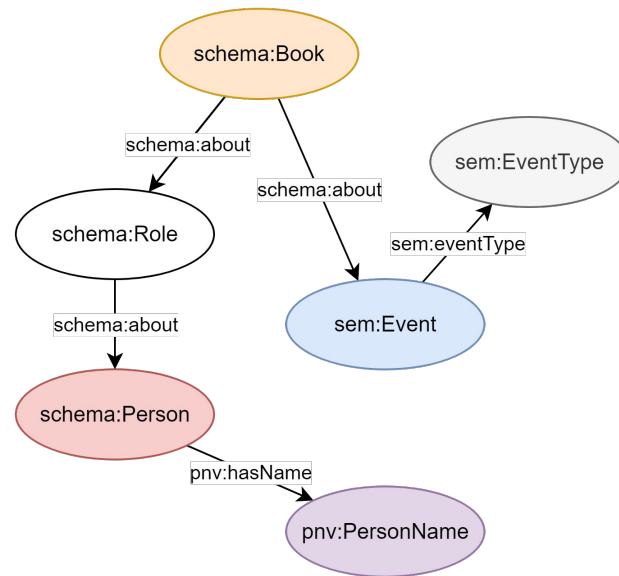 schema:Book
schema:about
sem:EventType
schema:about
schema:Role
sem:eventType
schema:about
sem:Event
schema:Person
pnv:hasName
pnv:PersonName